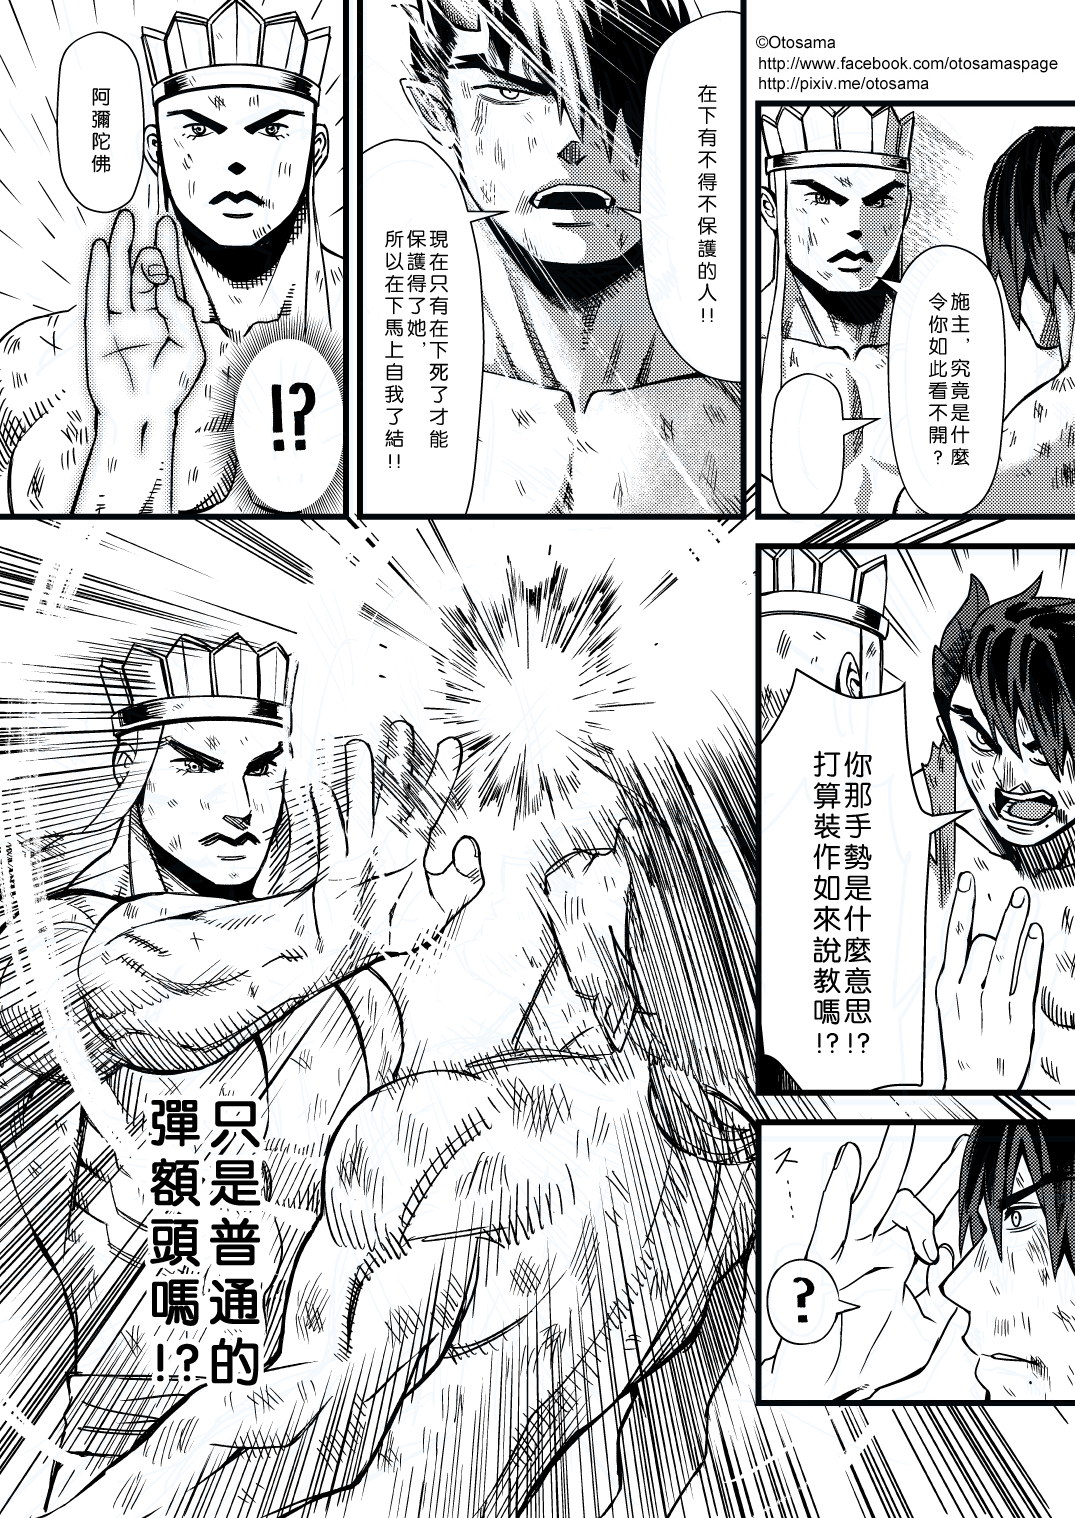 ©Otosama
http://www.facebook.com/otosamaspage
http://pixiv.me/otosama
施主，究竟是什麼
令你如此看不開？
在下有不得不保護的人!!
現在只有在下死了才能
保護得了她，
所以在下馬上自我了結!!
!?
阿彌陀佛
你那手勢是什麼意思!?
打算裝作如來說教嗎!?
ス…
?
只是普通的
彈額頭嗎!?